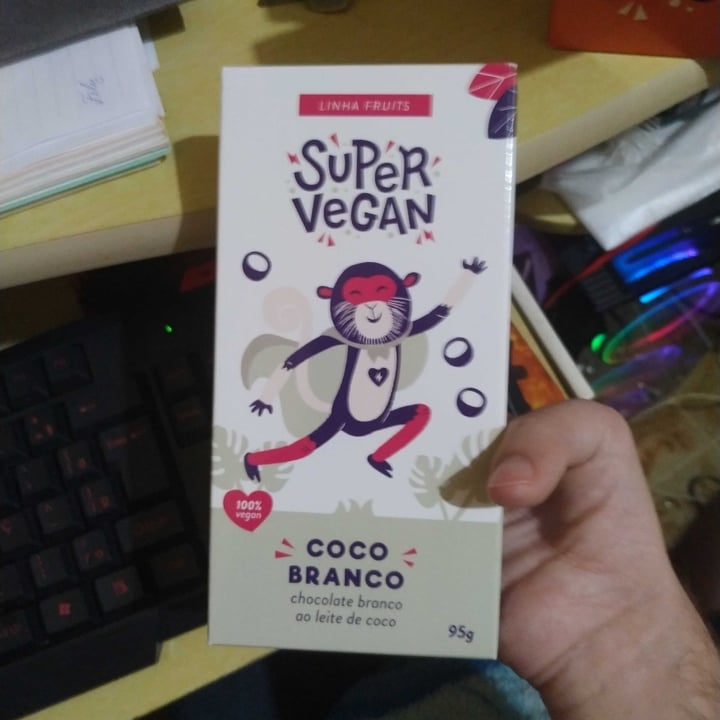 LINHA FRUITS
SUPER
VEGAN
100%
vegan
COCO
BRANCO
chocolate branco
ao leite de coco
95g